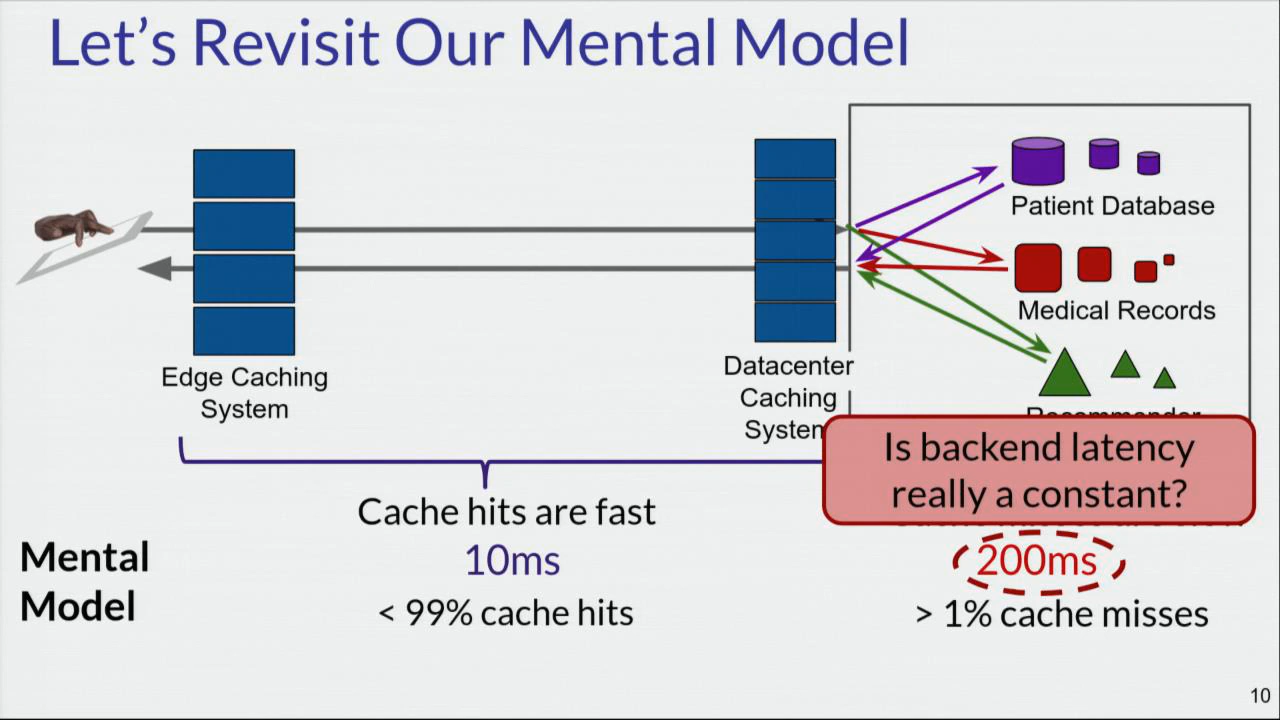 Let's Revisit Our Mental Model
Patient Database
Medical Records
Edge Caching
System
Datacenter
Caching
System
Recommender
Is backend latency
really a constant?
Cache hits are fast
Mental
Model
10ms
< 99% cache hits
200ms
> 1% cache misses
10